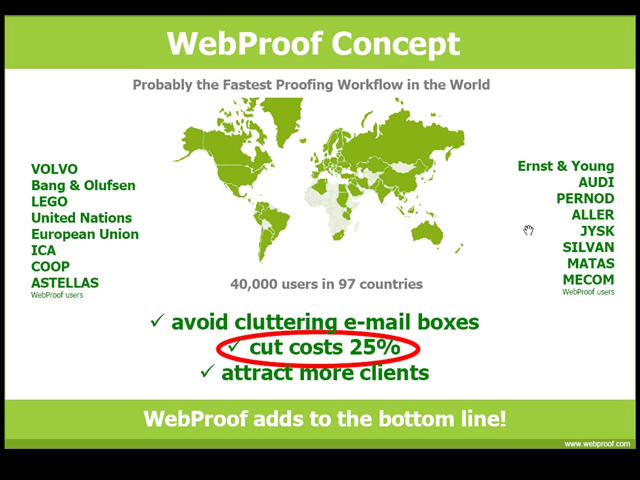 WebProof Concept
Probably the Fastest Proofing Workflow in the World
VOLVO
Bang & Olufsen
LEGO
United Nations
European Union
ICA
COOP
ASTELLAS
WebProof users
Ernst & Young
AUDI
PERNOD
ALLER
JYSK
SILVAN
MATAS
MECOM
WebProof users
40,000 users in 97 countries
✓ avoid cluttering e-mail boxes
✓ cut costs 25%
✓ attract more clients
WebProof adds to the bottom line!
www.webproof.com